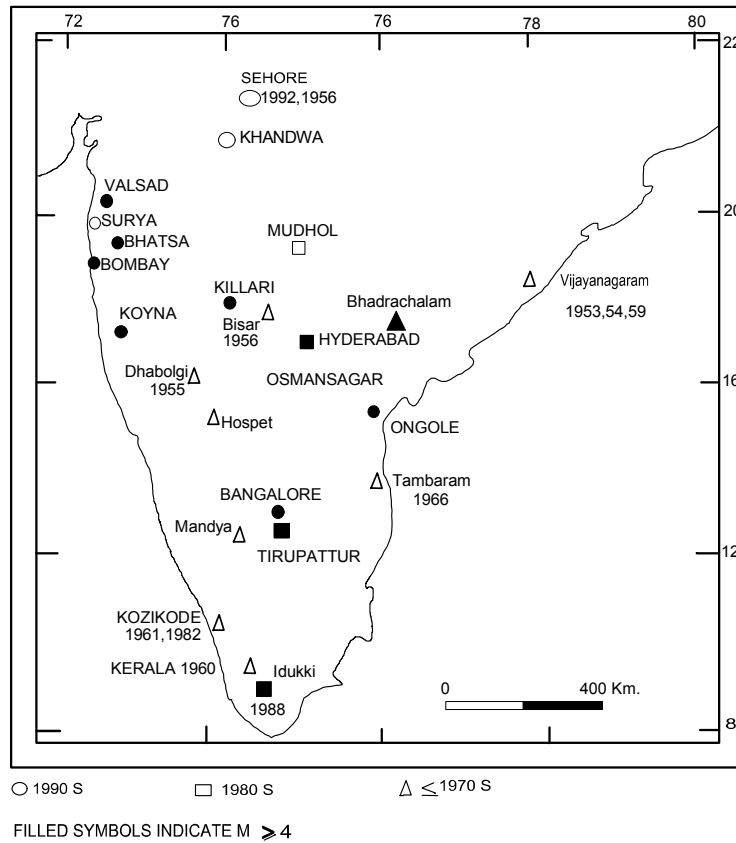 72 76 76 78 80
22
SEHORE
1992,1956
KHANDWA
VALSAD
20
SURYA
MUDHOL
BHATSA
BOMBAY
KILLARI
Bhadrachalam
Vijayanagaram
KOYNA
Bisar
1956
1953,54,59
HYDERABAD
Dhabolgi
1955
OSMANSAGAR
16
Hospet
ONGOLE
Tambaram
1966
BANGALORE
Mandya
TIRUPATTUR
12
KOZIKODE
1961,1982
KERALA 1960
Idukki
1988
0 400 Km.
8
1990 S 1980 S ≤ 1970 S
FILLED SYMBOLS INDICATE M ≥ 4